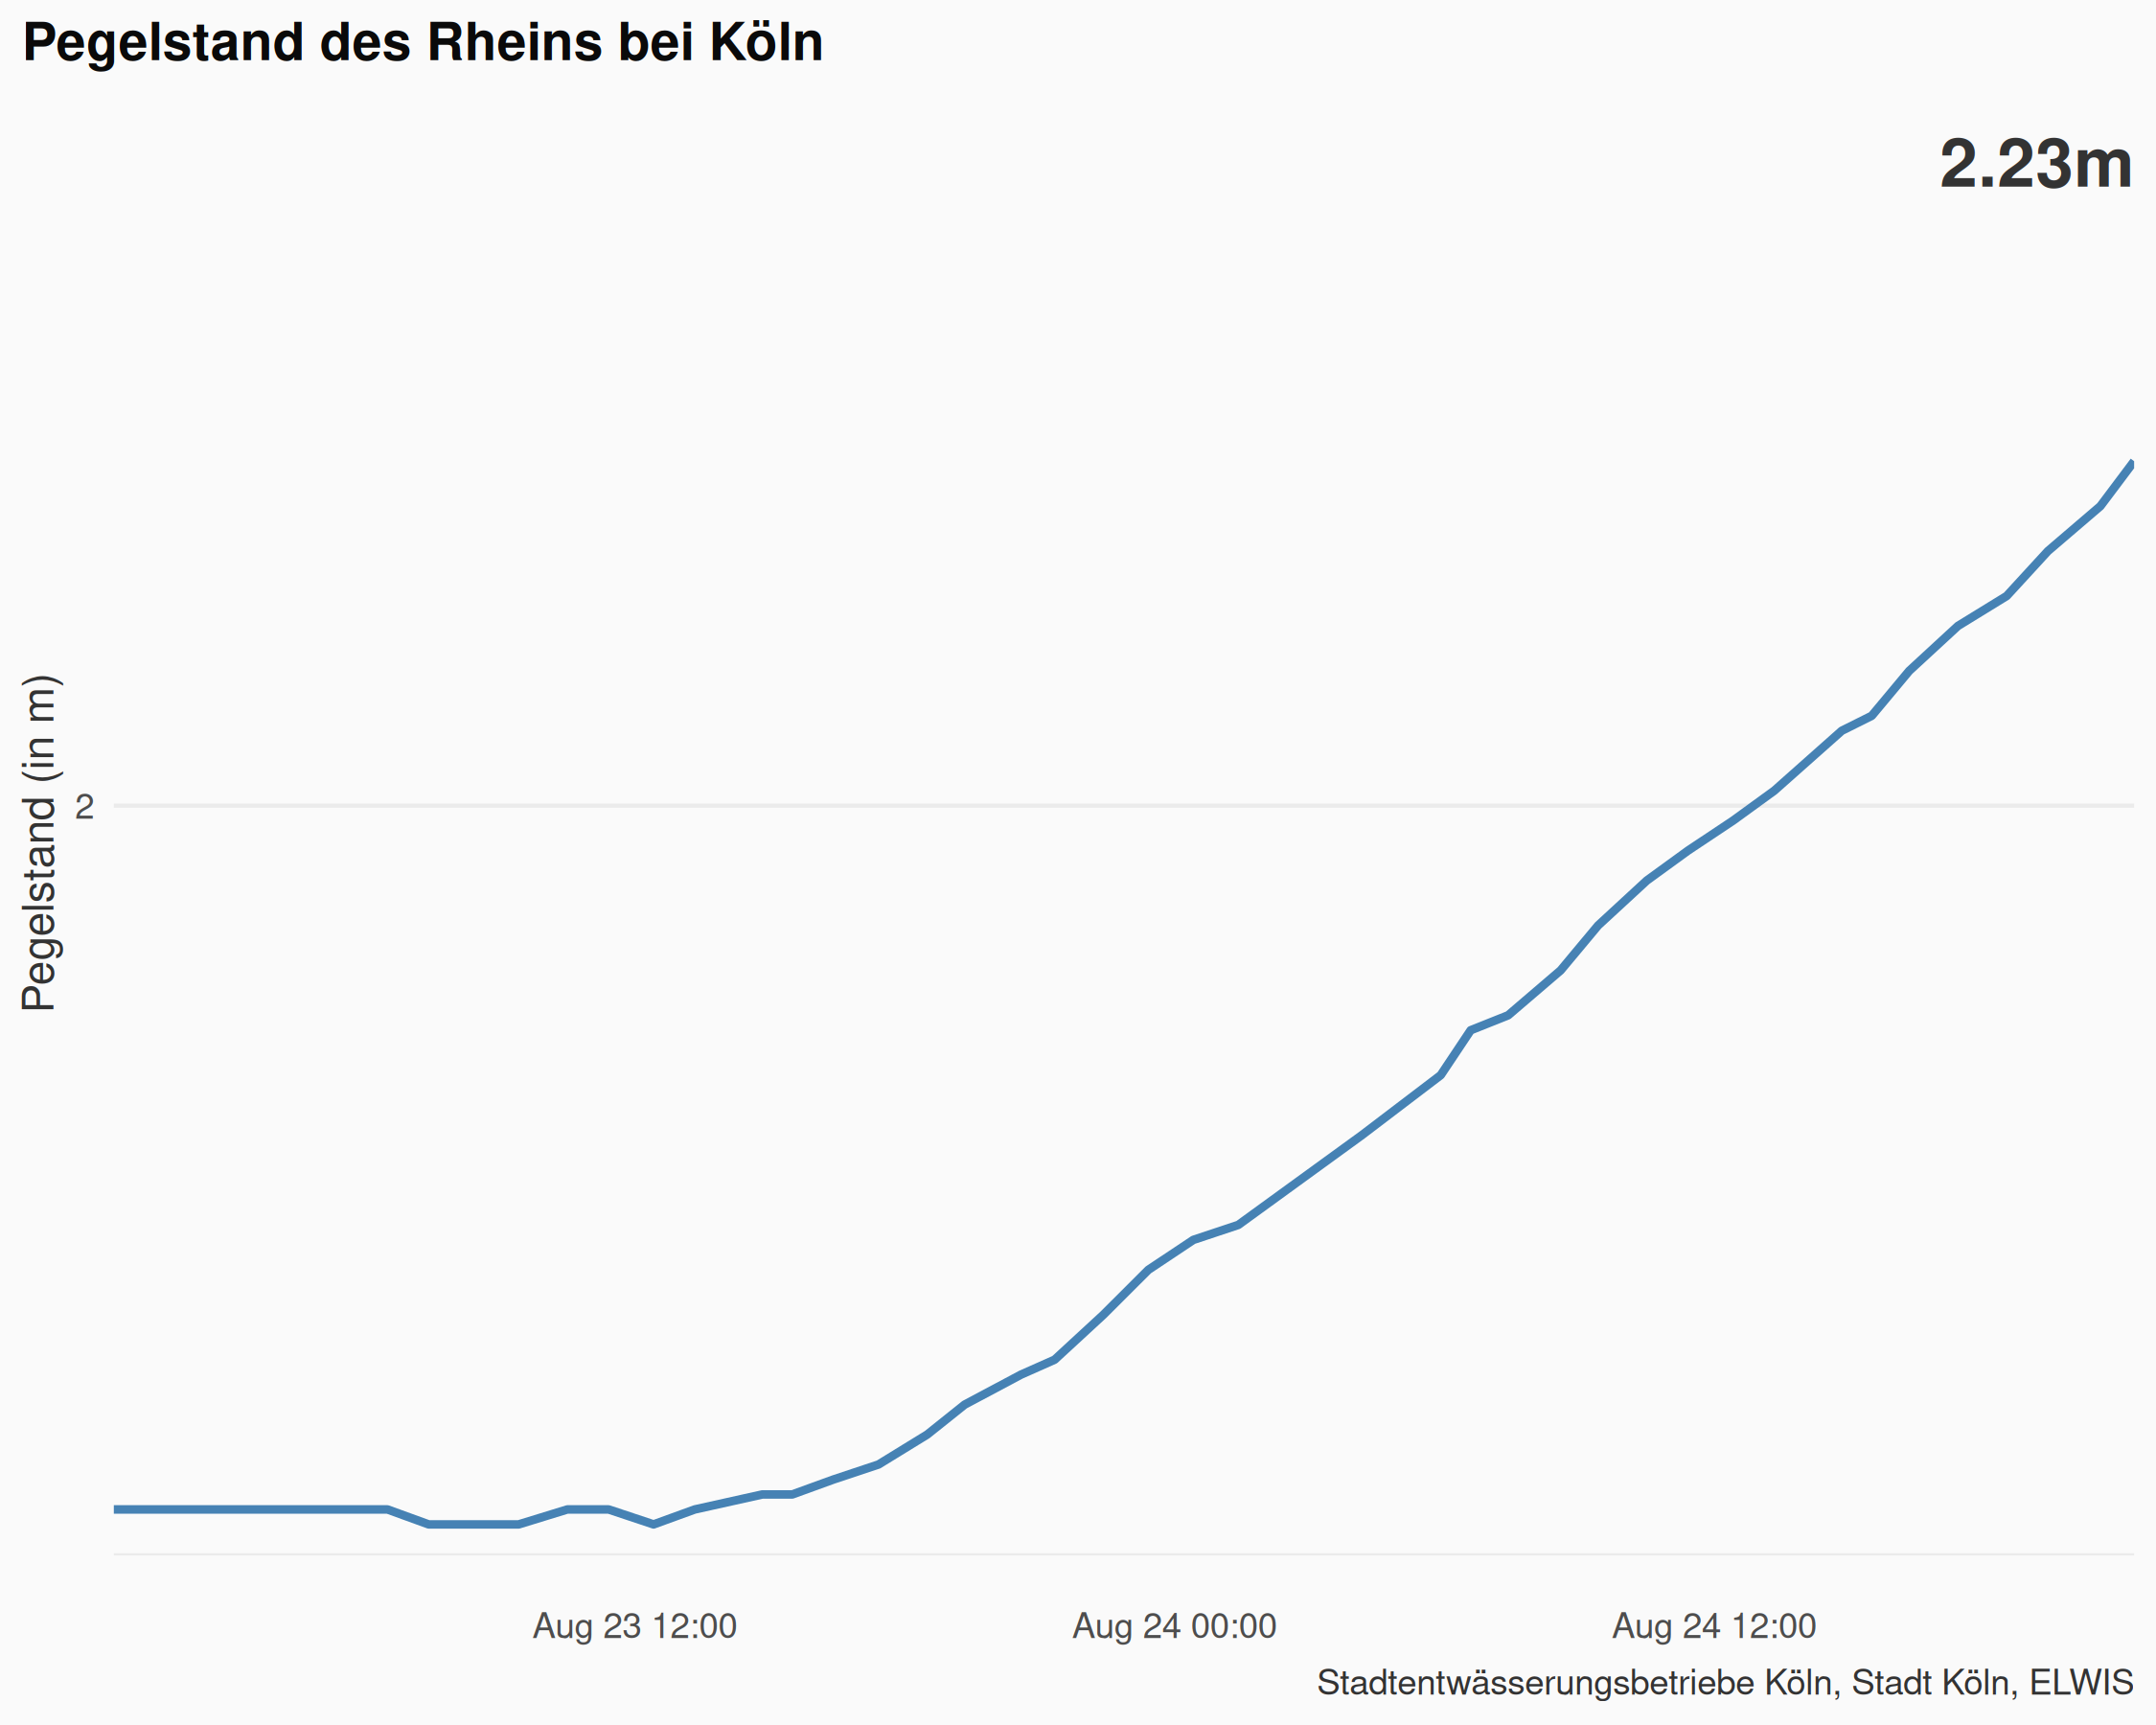 Pegelstand des Rheins bei Köln
2.23m
Pegelstand (in m)
2
Aug 23 12:00
Aug 24 00:00
Aug 24 12:00
Stadtentwässerungsbetriebe Köln, Stadt Köln, ELWIS